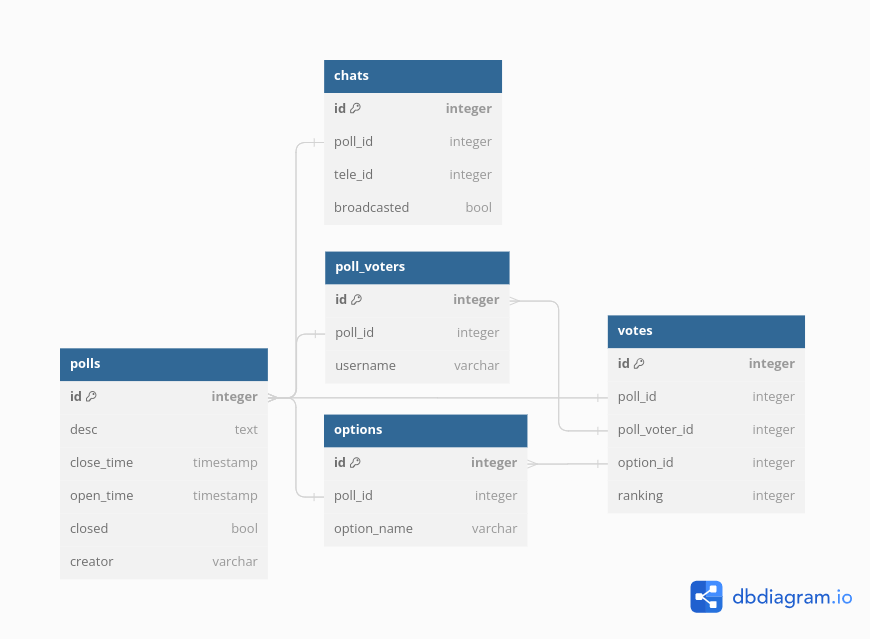 chats
id integer
poll_id integer
tele_id integer
broadcasted bool
poll_voters
id integer
poll_id integer
username varchar
polls
id integer
desc text
close_time timestamp
open_time timestamp
closed bool
creator varchar
options
id integer
poll_id integer
option_name varchar
votes
id integer
poll_id integer
poll_voter_id integer
option_id integer
ranking integer
dbdiagram.io